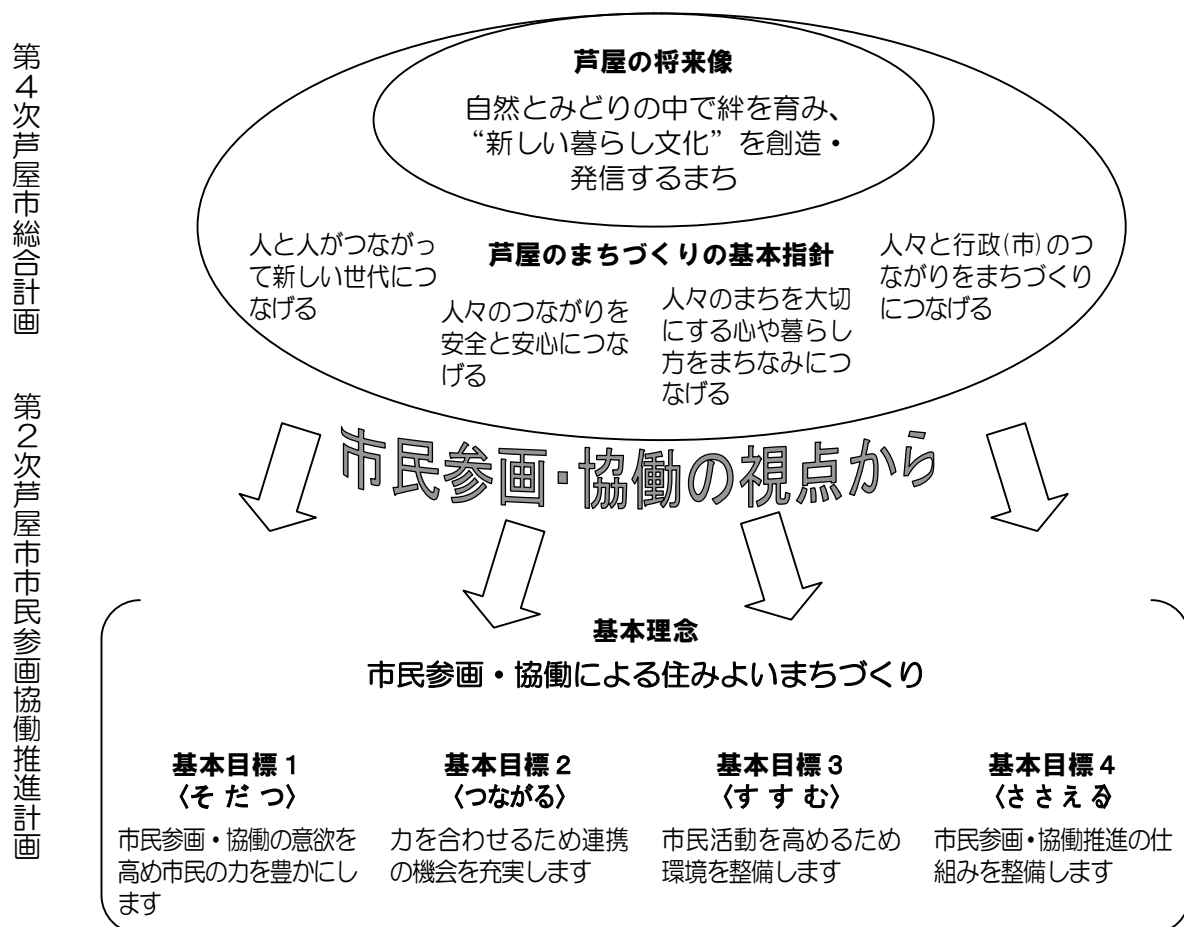 第4次芦屋市総合計画
芦屋の将来像
自然とみどりの中で絆を育み、
“新しい暮らし文化”を創造・
発信するまち
芦屋のまちづくりの基本指針
人と人がつながっ
て新しい世代につ
なげる
人々のつながりを
安全と安心につな
げる
人々のまちを大切
にする心や暮らし
方をまちなみにつ
なげる
人々と行政(市)のつ
ながりをまちづくり
につなげる
市民参画・協働の視点から
第2次芦屋市市民参画協働推進計画
基本理念
市民参画・協働による住みよいまちづくり
基本目標1
〈そだつ〉
市民参画・協働の意欲を
高め市民の力を豊かにし
ます
基本目標2
〈つながる〉
力を合わせるため連携
の機会を充実します
基本目標3
〈すすむ〉
市民活動を高めるため
環境を整備します
基本目標4
〈ささえる〉
市民参画・協働推進の仕
組みを整備します